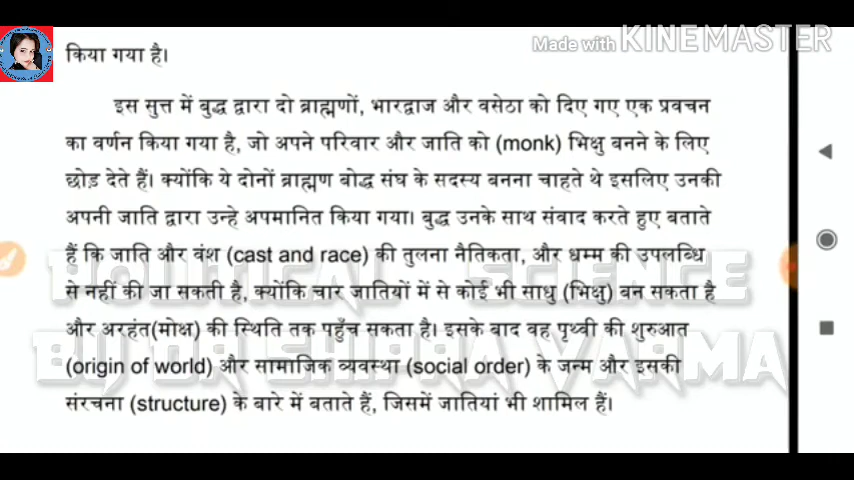 Made with KINEMASTER
किया गया है।
इस सुत्त में बुद्ध द्वारा दो ब्राह्मणों, भारद्वाज और वसेठा को दिए गए एक प्रवचन
का वर्णन किया गया है, जो अपने परिवार और जाति को (monk) भिक्षु बनने के लिए
छोड़ देते हैं। क्योंकि ये दोनों ब्राह्मण बोद्ध संघ के सदस्य बनना चाहते थे इसलिए उनकी
अपनी जाति द्वारा उन्हे अपमानित किया गया। बुद्ध उनके साथ संवाद करते हुए बताते
हैं कि जाति और वंश (cast and race) की तुलना नैतिकता, और धम्म की उपलब्धि
से नहीं की जा सकती है, क्योंकि चार जातियों में से कोई भी साधु (भिक्षु) बन सकता है
और अरहंत(मोक्ष) की स्थिति तक पहुँच सकता है। इसके बाद वह पृथ्वी की शुरुआत
(origin of world) और सामाजिक व्यवस्था (social order) के जन्म और इसकी
संरचना (structure) के बारे में बताते हैं, जिसमें जातियां भी शामिल हैं।
POLITICAL SCIENCE
BY DR SHIPRA VARMA